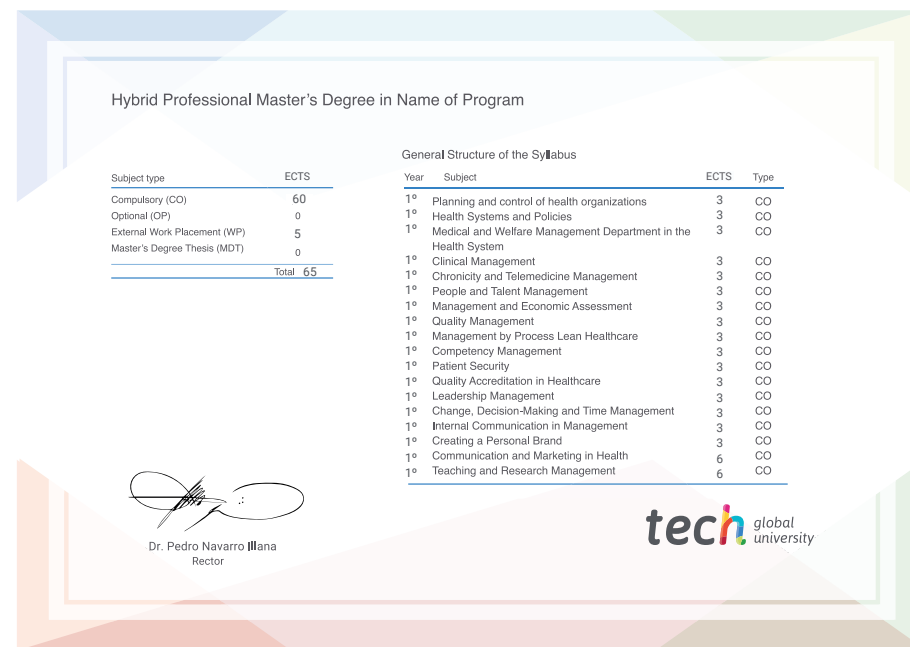 Hybrid Professional Master's Degree in Name of Program
Subject type ECTS
Compulsory (CO) 60
Optional (OP) 0
External Work Placement (WP) 5
Master's Degree Thesis (MDT) 0
Total 65
General Structure of the Syllabus
Year Subject ECTS Type
1º Planning and control of health organizations 3 CO
1º Health Systems and Policies 3 CO
1º Medical and Welfare Management Department in the 3 CO
Health System
1º Clinical Management 3 CO
1º Chronicity and Telemedicine Management 3 CO
1º People and Talent Management 3 CO
1º Management and Economic Assessment 3 CO
1º Quality Management 3 CO
1º Management by Process Lean Healthcare 3 CO
1º Competency Management 3 CO
1º Patient Security 3 CO
1º Quality Accreditation in Healthcare 3 CO
1º Leadership Management 3 CO
1º Change, Decision-Making and Time Management 3 CO
1º Internal Communication in Management 3 CO
1º Creating a Personal Brand 3 CO
1º Communication and Marketing in Health 6 CO
1º Teaching and Research Management 6 CO
Dr. Pedro Navarro Illana
Rector
tech global
university